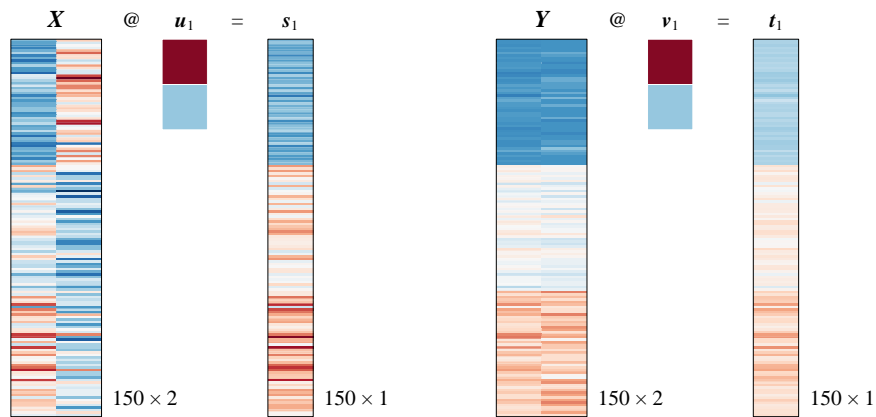 X @ u₁ = s₁ Y @ v₁ = t₁
150 × 2 150 × 1 150 × 2 150 × 1